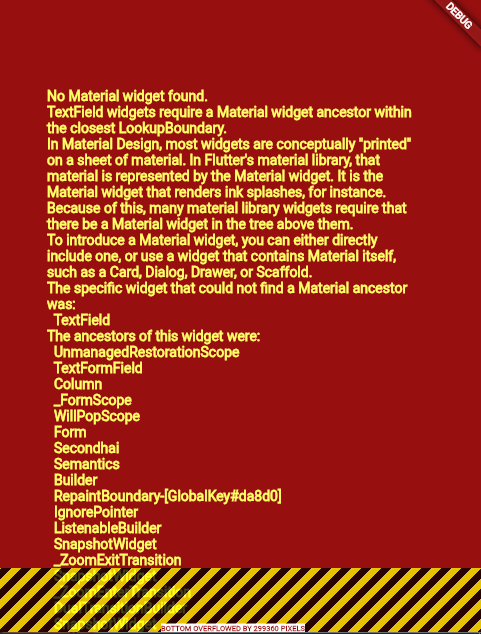 DEBUG
No Material widget found.
TextField widgets require a Material widget ancestor within
the closest LookupBoundary.
In Material Design, most widgets are conceptually "printed"
on a sheet of material. In Flutter's material library, that
material is represented by the Material widget. It is the
Material widget that renders ink splashes, for instance.
Because of this, many material library widgets require that
there be a Material widget in the tree above them.
To introduce a Material widget, you can either directly
include one, or use a widget that contains Material itself,
such as a Card, Dialog, Drawer, or Scaffold.
The specific widget that could not find a Material ancestor
was:
TextField
The ancestors of this widget were:
UnmanagedRestorationScope
TextFormField
Column
_FormScope
WillPopScope
Form
Secondhai
Semantics
Builder
RepaintBoundary-[GlobalKey#da8d0]
IgnorePointer
ListenableBuilder
SnapshotWidget
_ZoomExitTransition
SnapshotWidget
_ZoomEnterTransition
DualTransitionBuilder
SnapshotWidget
BOTTOM OVERFLOWED BY 299360 PIXELS